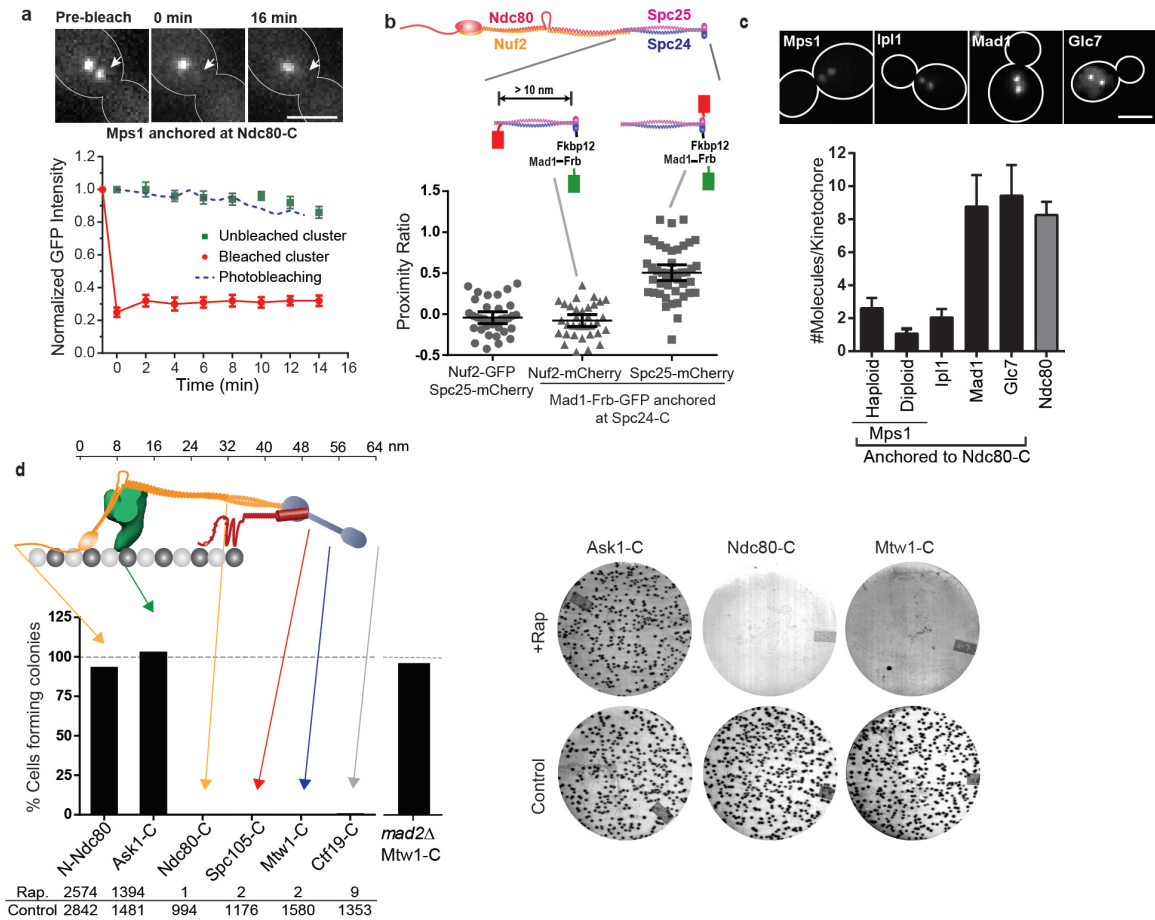 a
Pre-bleach
0 min
16 min
Mps1 anchored at Ndc80-C
Normalized GFP Intensity
1.2
1.0
0.8
0.6
0.4
0.2
0.0
Unbleached cluster
Bleached cluster
Photobleaching
0 2 4 6 8 10 12 14 16
Time (min)
b
Ndc80
Nuf2
Spc25
Spc24
> 10 nm
Fkbp12
Mad1–Frb
Fkbp12
Mad1–Frb
Proximity Ratio
1.5
1.0
0.5
0.0
-0.5
Nuf2-GFP
Spc25-mCherry
Nuf2-mCherry
Spc25-mCherry
Mad1-Frb-GFP anchored
at Spc24-C
c
Mps1
Ipl1
Mad1
Glc7
#Molecules/Kinetochore
12
10
8
6
4
2
0
Haploid
Diploid
Ipl1
Mad1
Glc7
Ndc80
Mps1
Anchored to Ndc80-C
d
0 8 16 24 32 40 48 56 64 nm
% Cells forming colonies
125
100
75
50
25
0
N-Ndc80
Ask1-C
Ndc80-C
Spc105-C
Mtw1-C
Ctf19-C
mad2Δ
Mtw1-C
Rap. 2574 1394 1 2 2 9
Control 2842 1481 994 1176 1580 1353
Ask1-C
Ndc80-C
Mtw1-C
+Rap
Control